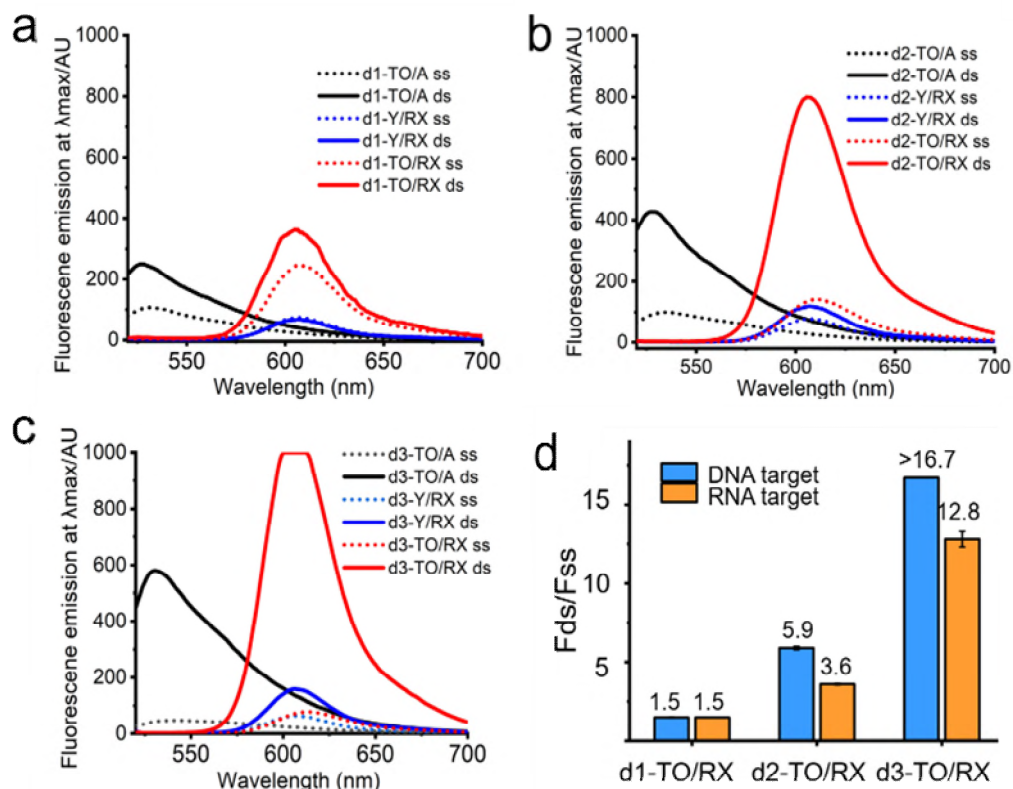 a
Fluorescene emission at λmax/AU
1000
800
600
400
200
0
550
600
650
700
Wavelength (nm)
d1-TO/A ss
d1-TO/A ds
d1-Y/RX ss
d1-Y/RX ds
d1-TO/RX ss
d1-TO/RX ds
b
Fluorescene emission at λmax/AU
1000
800
600
400
200
0
550
600
650
700
Wavelength (nm)
d2-TO/A ss
d2-TO/A ds
d2-Y/RX ss
d2-Y/RX ds
d2-TO/RX ss
d2-TO/RX ds
c
Fluorescene emission at λmax/AU
1000
800
600
400
200
0
550
600
650
700
Wavelength (nm)
d3-TO/A ss
d3-TO/A ds
d3-Y/RX ss
d3-Y/RX ds
d3-TO/RX ss
d3-TO/RX ds
d
Fds/Fss
15
10
5
DNA target
RNA target
1.5
1.5
5.9
3.6
>16.7
12.8
d1-TO/RX
d2-TO/RX
d3-TO/RX